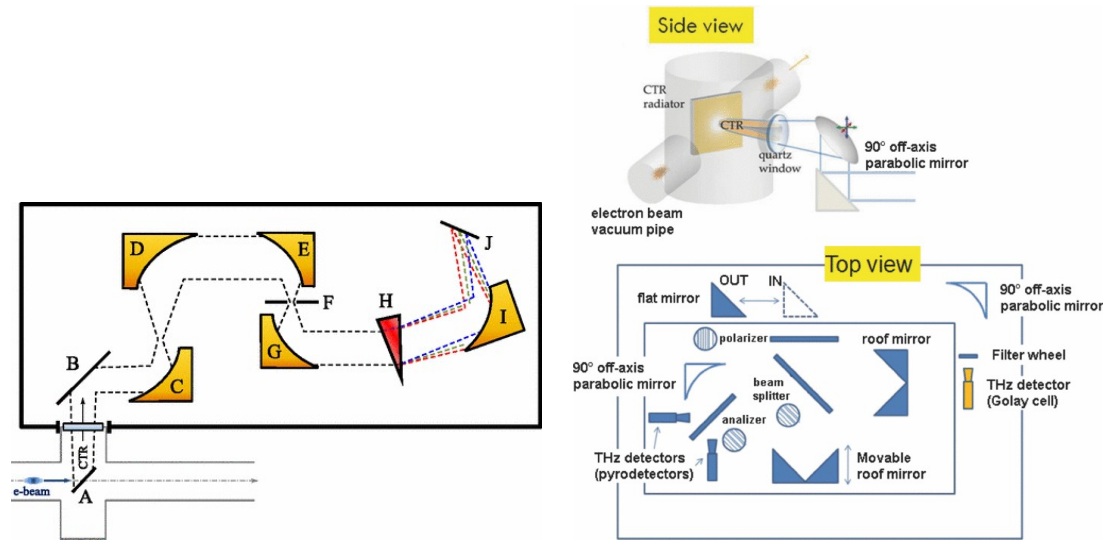 D
E
J
F
H
B
G
I
C
CTR
e-beam
A
Side view
CTR
radiator
CTR
quartz
window
90° off-axis
parabolic mirror
electron beam
vacuum pipe
Top view
OUT
IN
flat mirror
90° off-axis
parabolic mirror
polarizer
roof mirror
Filter wheel
90° off-axis
parabolic mirror
beam
splitter
THz detector
(Golay cell)
analizer
THz detectors
(pyrodetectors)
Movable
roof mirror